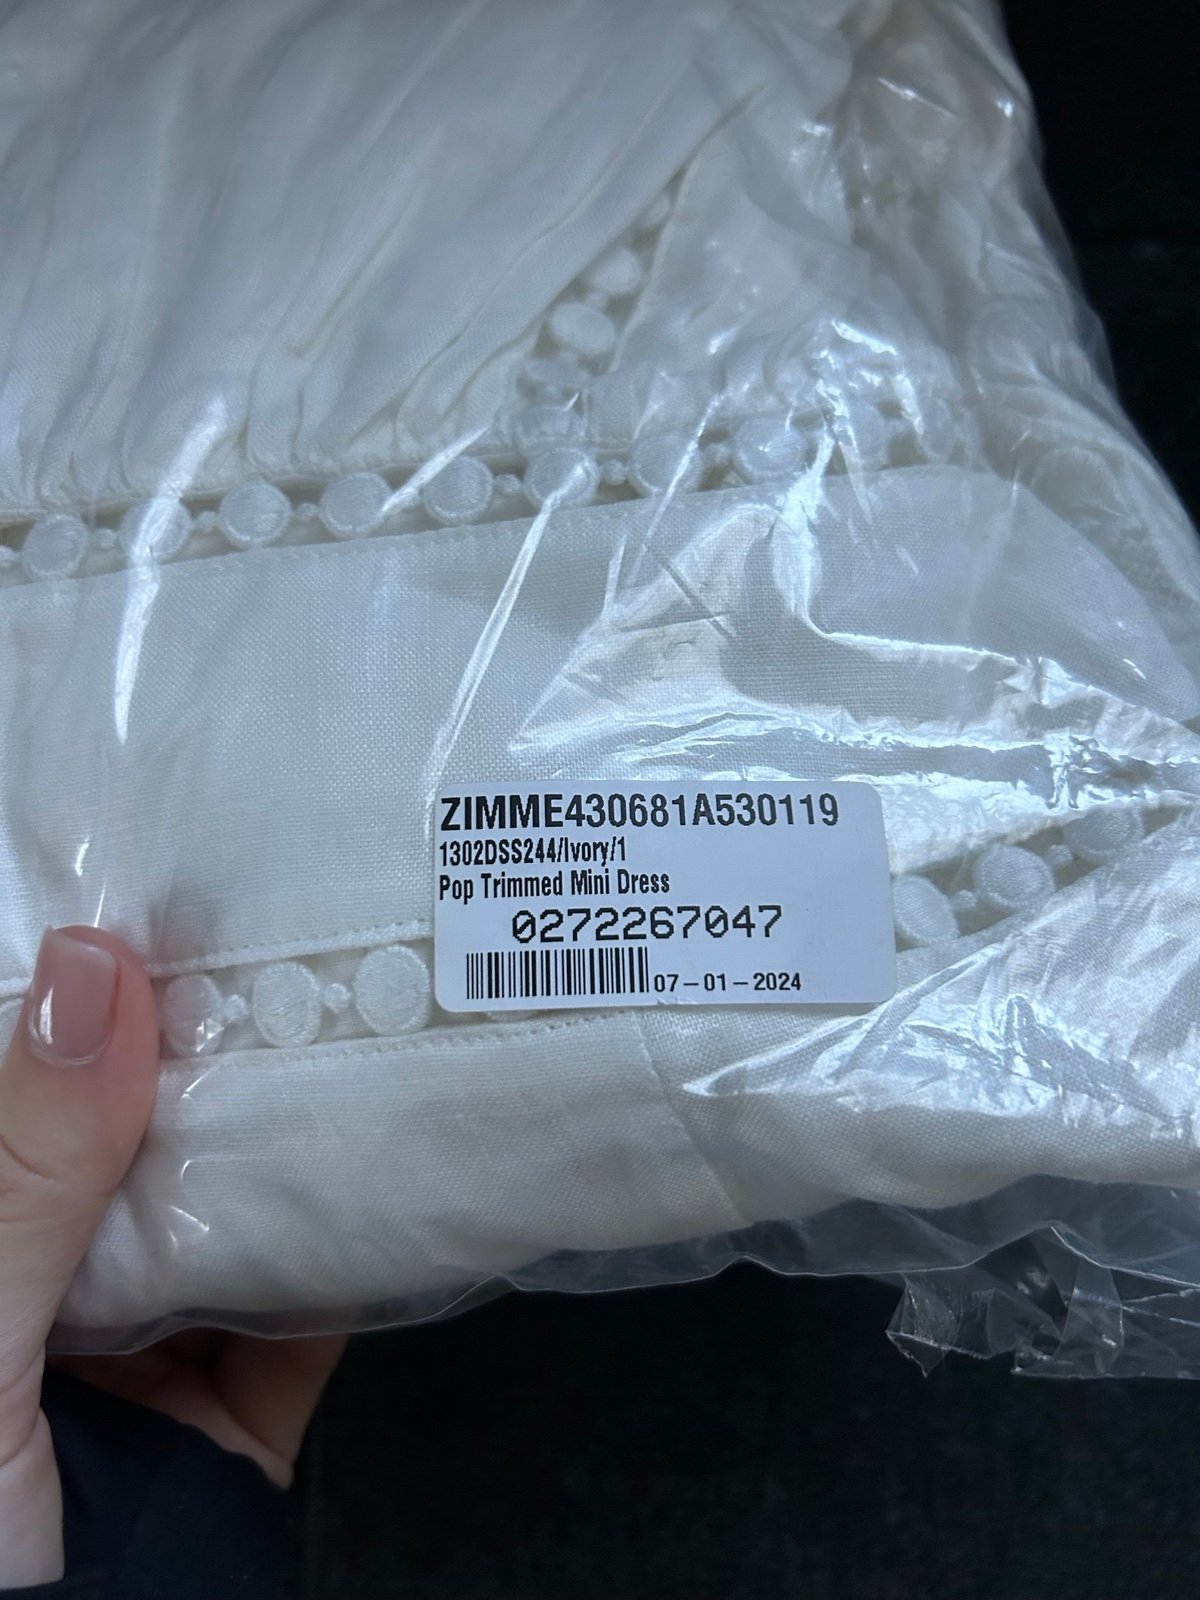 ZIMME430681A530119
1302DSS244/Ivory/1
Pop Trimmed Mini Dress
0272267047
07-01-2024